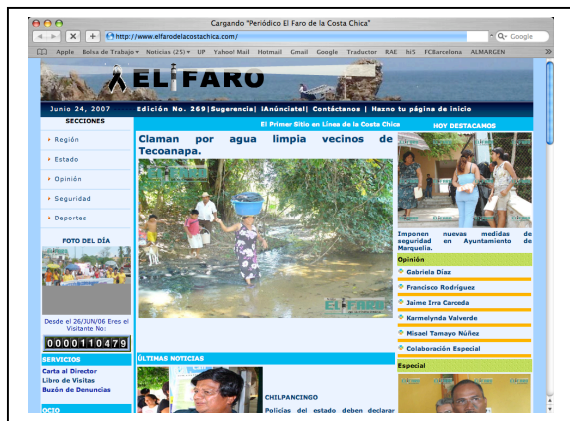 Cargando "Periódico El Faro de la Costa Chica"
http://www.elfarodelacostachica.com/
Google
Apple Bolsa de Trabajo Noticias (25) UP Yahoo! Mail Hotmail Gmail Google Traductor RAE hi5 FCBarcelona ALMARGEN
EL FARO
Junio 24, 2007 Edición No. 269|Sugerencia| ¡Anúnciate!| Contáctanos | Hazno tu página de inicio
SECCIONES
Región
Estado
Opinión
Seguridad
Deportes
FOTO DEL DÍA
Desde el 26/JUN/06 Eres el
Visitante No:
0000110479
SERVICIOS
Carta al Director
Libro de Visitas
Buzón de Denuncias
OCIO
El Primer Sitio en Linea de la Costa Chica
Claman por agua limpia vecinos de
Tecoanapa.
EL FARO
ÚLTIMAS NOTICIAS
CHILPANCINGO
Policías del estado deben declarar
HOY DESTACAMOS
Imponen nuevas medidas de
seguridad en Ayuntamiento de
Marquelia.
Opinión
Gabriela Díaz
Francisco Rodríguez
Jaime Irra Carceda
Karmelynda Valverde
Misael Tamayo Núñez
Colaboración Especial
Especial